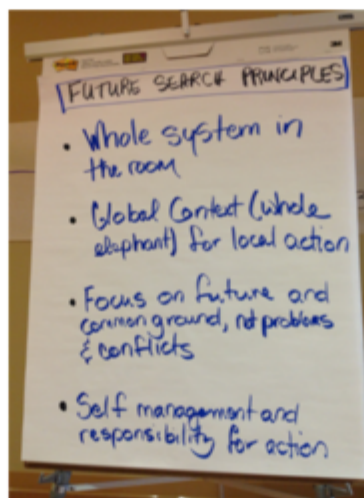 FUTURE SEARCH PRINCIPLES
• Whole system in
the room
• Global Context (whole
elephant) for local action
• Focus on future and
common ground, not problems
& conflicts
• Self management and
responsibility for action